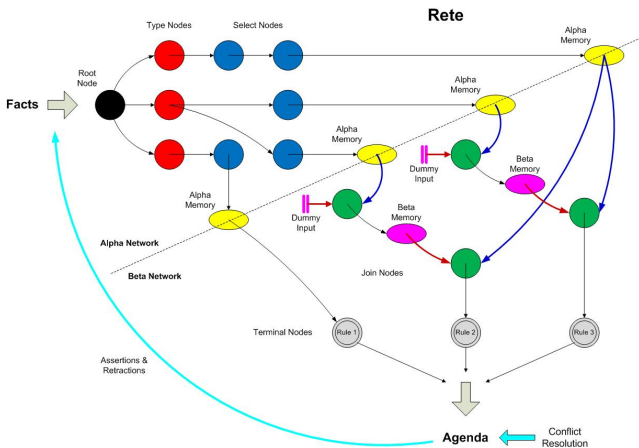 Rete
Type Nodes
Select Nodes
Alpha
Memory
Root
Node
Facts
Alpha
Memory
Alpha
Memory
Dummy
Input
Beta
Memory
Alpha
Memory
Dummy
Input
Beta
Memory
Alpha Network
Beta Network
Join Nodes
Terminal Nodes
Rule 1
Rule 2
Rule 3
Assertions &
Retractions
Agenda
Conflict
Resolution